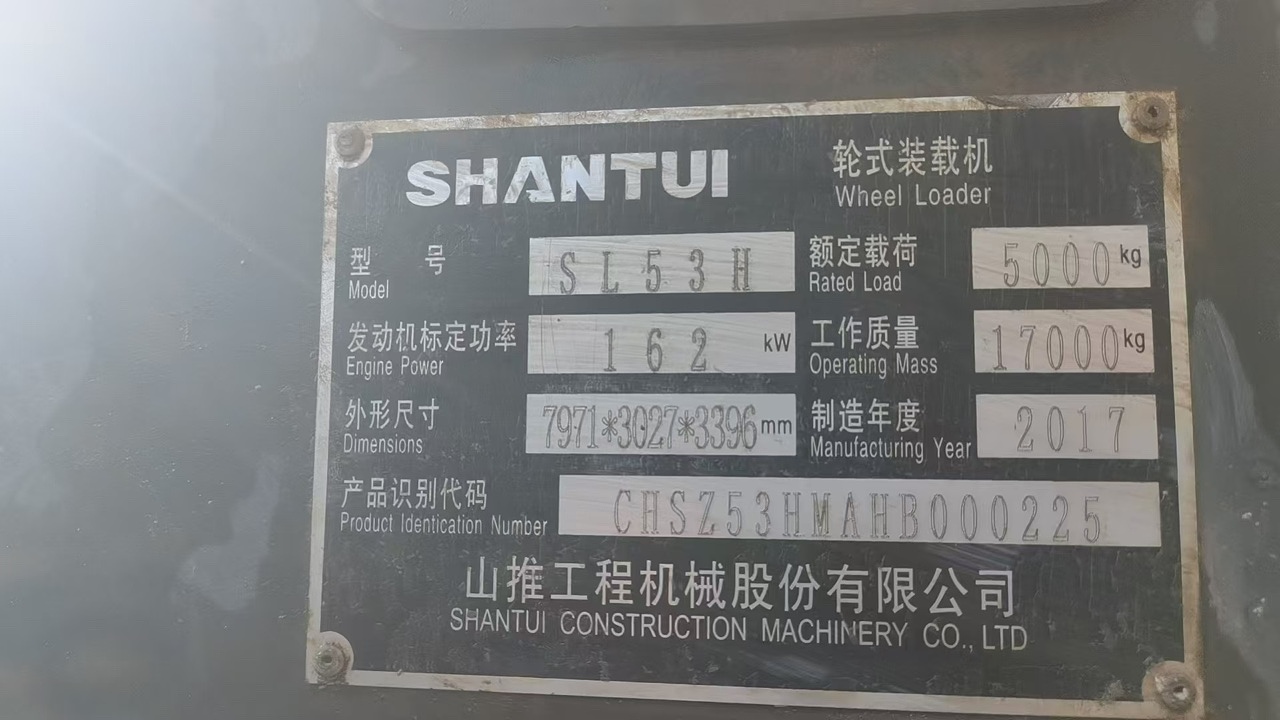 SHANTUI
轮式装载机
Wheel Loader
型 号 SL53H 额定载荷 5000 kg
Model Rated Load
发动机标定功率 162 kW 工作质量 17000 kg
Engine Power Operating Mass
外形尺寸 7971*3027*3396 mm 制造年度 2017
Dimensions Manufacturing Year
产品识别代码 CHSZ53HMAHB000225
Product Identication Number
山推工程机械股份有限公司
SHANTUI CONSTRUCTION MACHINERY CO., LTD